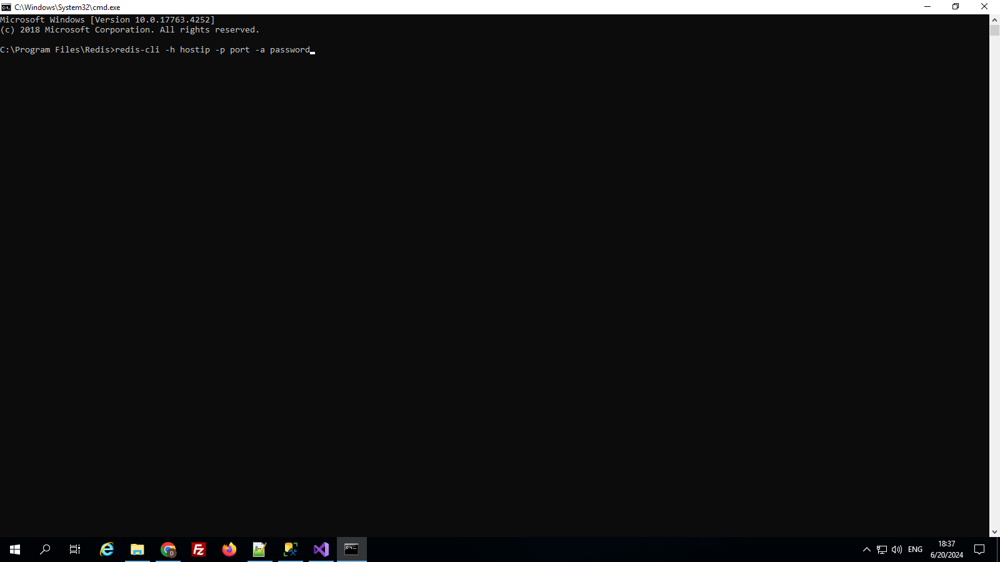 C:\Windows\System32\cmd.exe
Microsoft Windows [Version 10.0.17763.4252]
(c) 2018 Microsoft Corporation. All rights reserved.
C:\Program Files\Redis>redis-cli -h hostip -p port -a password
D
Fz
ENG
18:37
6/20/2024